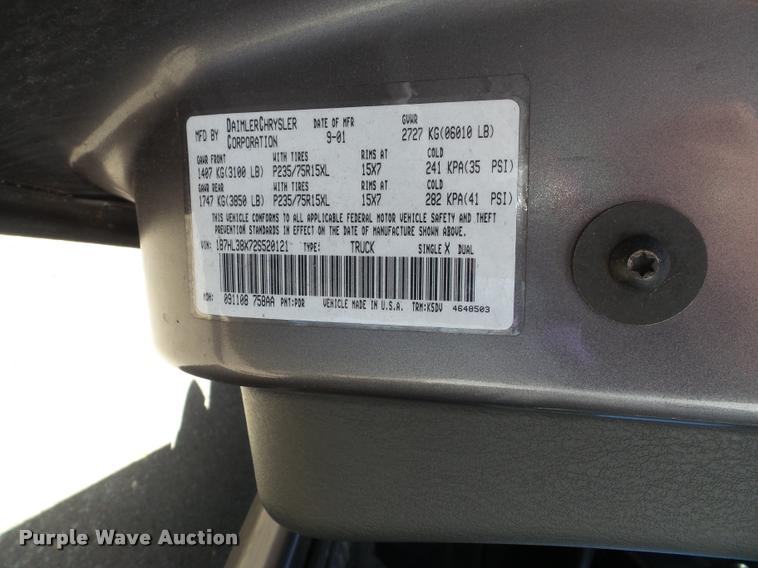 MFD BY DAIMLERCHRYSLER CORPORATION DATE OF MFR 9-01 GVWR 2727 KG(06010 LB)
GAWR FRONT WITH TIRES RIMS AT COLD
1407 KG(3100 LB) P235/75R15XL 15X7 241 KPA(35 PSI)
GAWR REAR WITH TIRES RIMS AT COLD
1747 KG(3850 LB) P235/75R15XL 15X7 282 KPA(41 PSI)
THIS VEHICLE CONFORMS TO ALL APPLICABLE FEDERAL MOTOR VEHICLE SAFETY AND THEFT
PREVENTION STANDARDS IN EFFECT ON THE DATE OF MANUFACTURE SHOWN ABOVE.
VIN: 1B7HL38X72S520121 TYPE: TRUCK SINGLE X DUAL
MDH: 091108 758AA PNT:PDR VEHICLE MADE IN U.S.A. TRM:K5DV 4648503
Purple Wave Auction